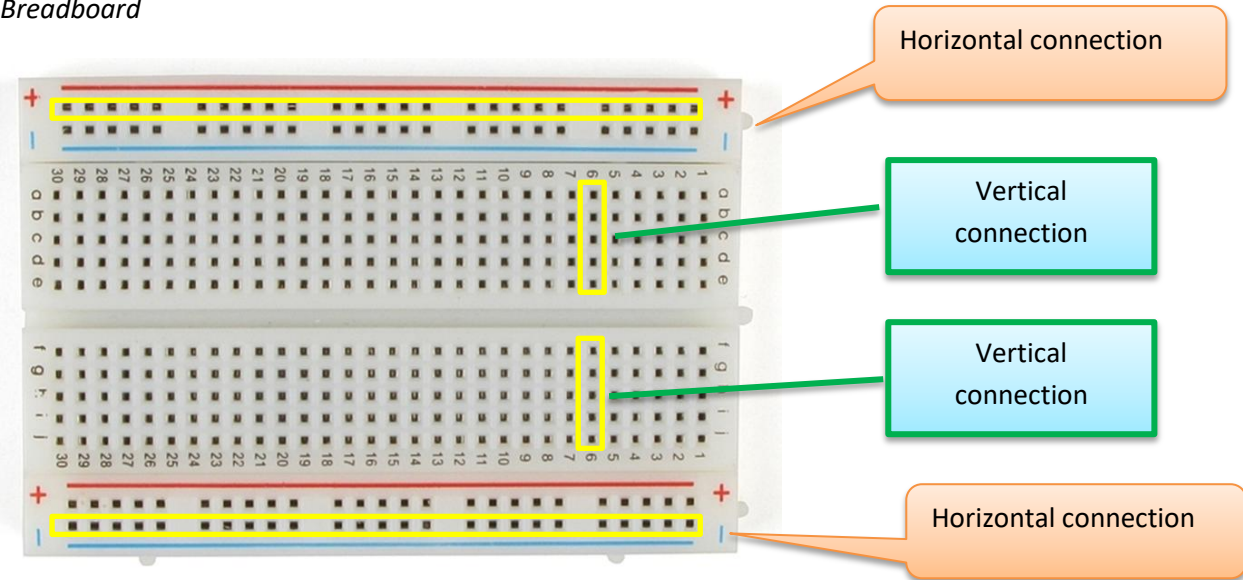 Breadboard
Horizontal connection
+ +
− −
30 29 28 27 26 25 24 23 22 21 20 19 18 17 16 15 14 13 12 11 10 9 8 7 6 5 4 3 2 1
a a
b b
c c
d d
e e
Vertical
connection
f f
g g
h
i i
j j
30 29 28 27 26 25 24 23 22 21 20 19 18 17 16 15 14 13 12 11 10 9 8 7 6 5 4 3 2 1
Vertical
connection
+ +
− −
Horizontal connection